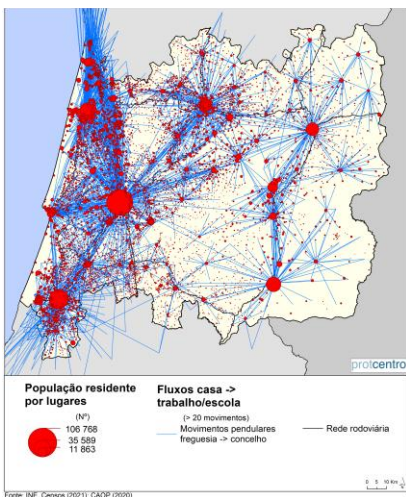 protcentro
População residente
por lugares
(Nº)
106 768
35 589
11 863
Fluxos casa ->
trabalho/escola
(> 20 movimentos)
Movimentos pendulares
freguesia -> concelho
Rede rodoviária
0 5 10 Km
Fonte: INE, Censos (2021); CAOP (2020)